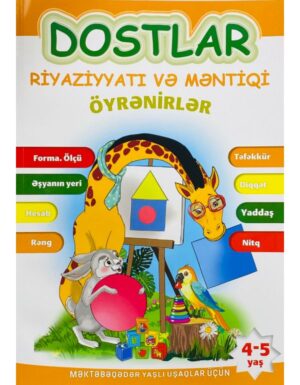 DOSTLAR
RİYAZİYYATI VƏ MƏNTİQİ
ÖYRƏNİRLƏR
Forma. Ölçü
Əşyanın yeri
Hesab
Rəng
Təfəkkür
Diqqət
Yaddaş
Nitq
4-5
yaş
MƏKTƏBƏQƏDƏR YAŞLI UŞAQLAR ÜÇÜN